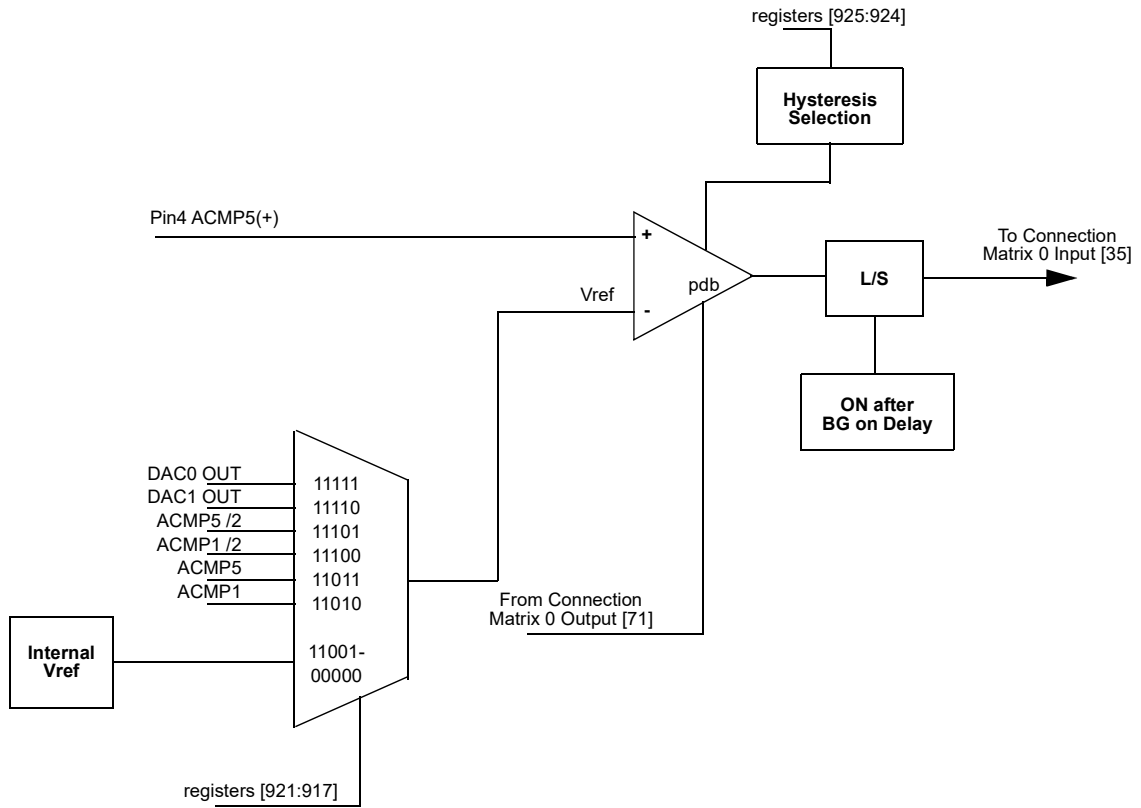 registers [925:924]
Hysteresis
Selection
Pin4 ACMP5(+)
+
To Connection
Matrix 0 Input [35]
L/S
pdb
Vref
-
ON after
BG on Delay
DAC0 OUT
11111
DAC1 OUT
11110
ACMP5 /2
11101
ACMP1 /2
11100
ACMP5
11011
ACMP1
11010
From Connection
Matrix 0 Output [71]
Internal
Vref
11001-
00000
registers [921:917]